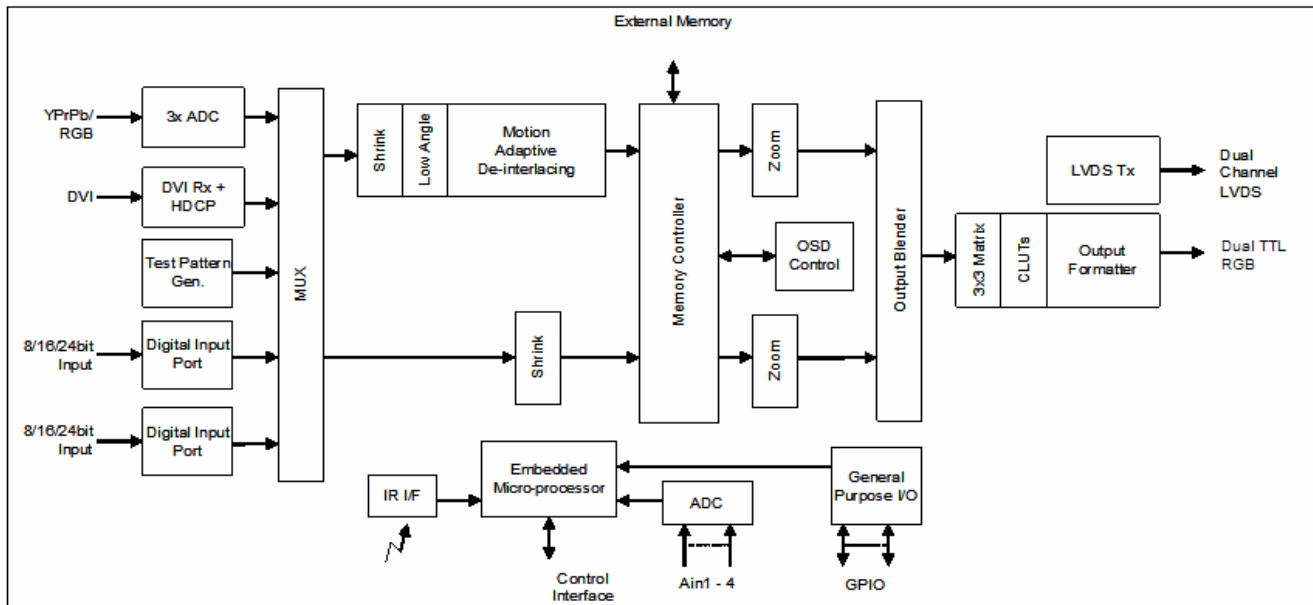 External Memory
YPrPb/
RGB
3x ADC
DVI
DVI Rx +
HDCP
Test Pattern
Gen.
8/16/24bit
Input
Digital Input
Port
8/16/24bit
Input
Digital Input
Port
MUX
Shrink
Low Angle
Motion
Adaptive
De-interlacing
Shrink
Memory Controller
Zoom
OSD
Control
Zoom
Output Blender
3x3 Matrix
CLUTs
Output
Formatter
LVDS Tx
Dual
Channel
LVDS
Dual TTL
RGB
IR I/F
Embedded
Micro-processor
ADC
General
Purpose I/O
Control
Interface
Ain1 - 4
GPIO